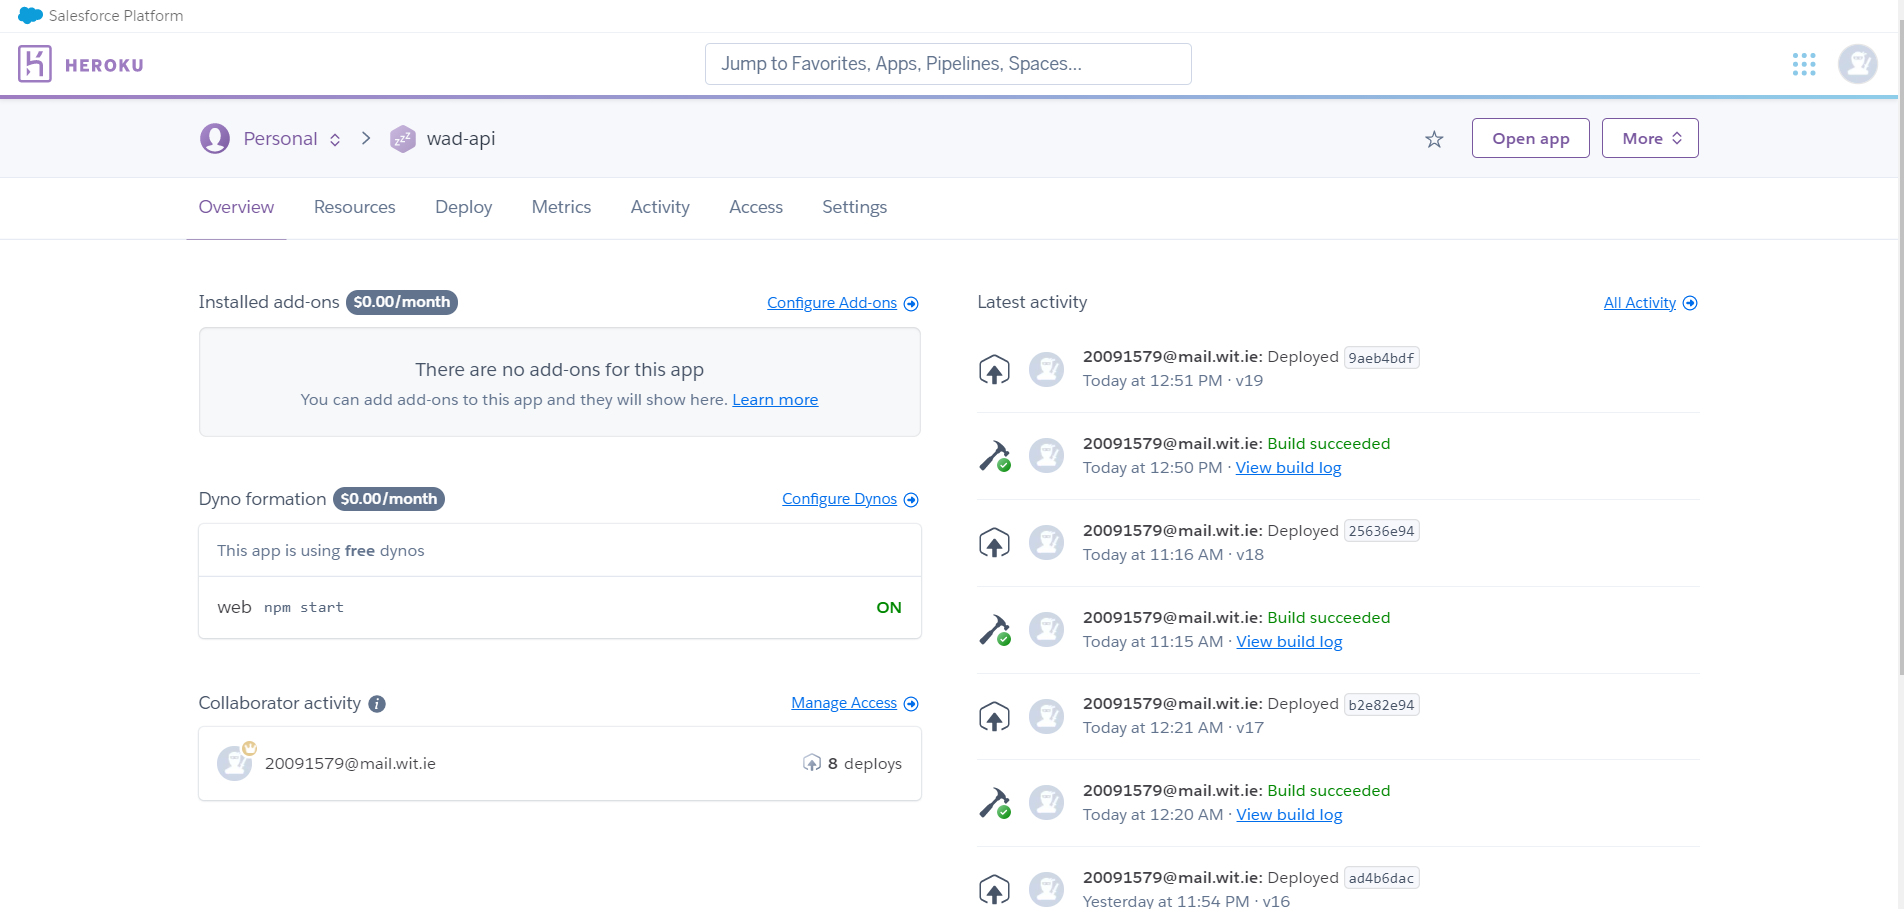 Salesforce Platform
HEROKU
Jump to Favorites, Apps, Pipelines, Spaces...
Personal
zzz
wad-api
Open app
More
Overview
Resources
Deploy
Metrics
Activity
Access
Settings
Installed add-ons $0.00/month
Configure Add-ons
There are no add-ons for this app
You can add add-ons to this app and they will show here. Learn more
Dyno formation $0.00/month
Configure Dynos
This app is using free dynos
web npm start
ON
Collaborator activity i
Manage Access
20091579@mail.wit.ie
8 deploys
Latest activity
All Activity
20091579@mail.wit.ie: Deployed 9aeb4bdf
Today at 12:51 PM · v19
20091579@mail.wit.ie: Build succeeded
Today at 12:50 PM · View build log
20091579@mail.wit.ie: Deployed 25636e94
Today at 11:16 AM · v18
20091579@mail.wit.ie: Build succeeded
Today at 11:15 AM · View build log
20091579@mail.wit.ie: Deployed b2e82e94
Today at 12:21 AM · v17
20091579@mail.wit.ie: Build succeeded
Today at 12:20 AM · View build log
20091579@mail.wit.ie: Deployed ad4b6dac
Yesterday at 11:54 PM · v16